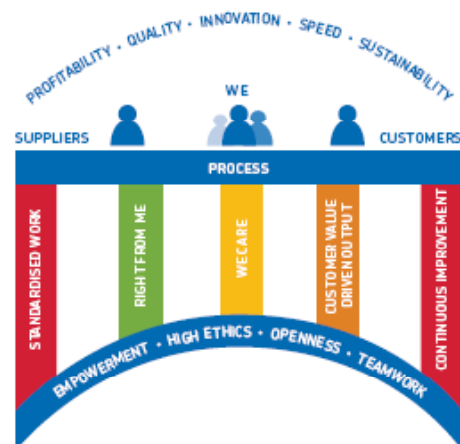 PROFITABILITY • QUALITY • INNOVATION • SPEED • SUSTAINABILITY
WE
SUPPLIERS
CUSTOMERS
PROCESS
STANDARDISED WORK
RIGHT FROM ME
WE CARE
CUSTOMER VALUE
DRIVEN OUTPUT
CONTINUOUS IMPROVEMENT
EMPOWERMENT • HIGH ETHICS • OPENNESS • TEAMWORK